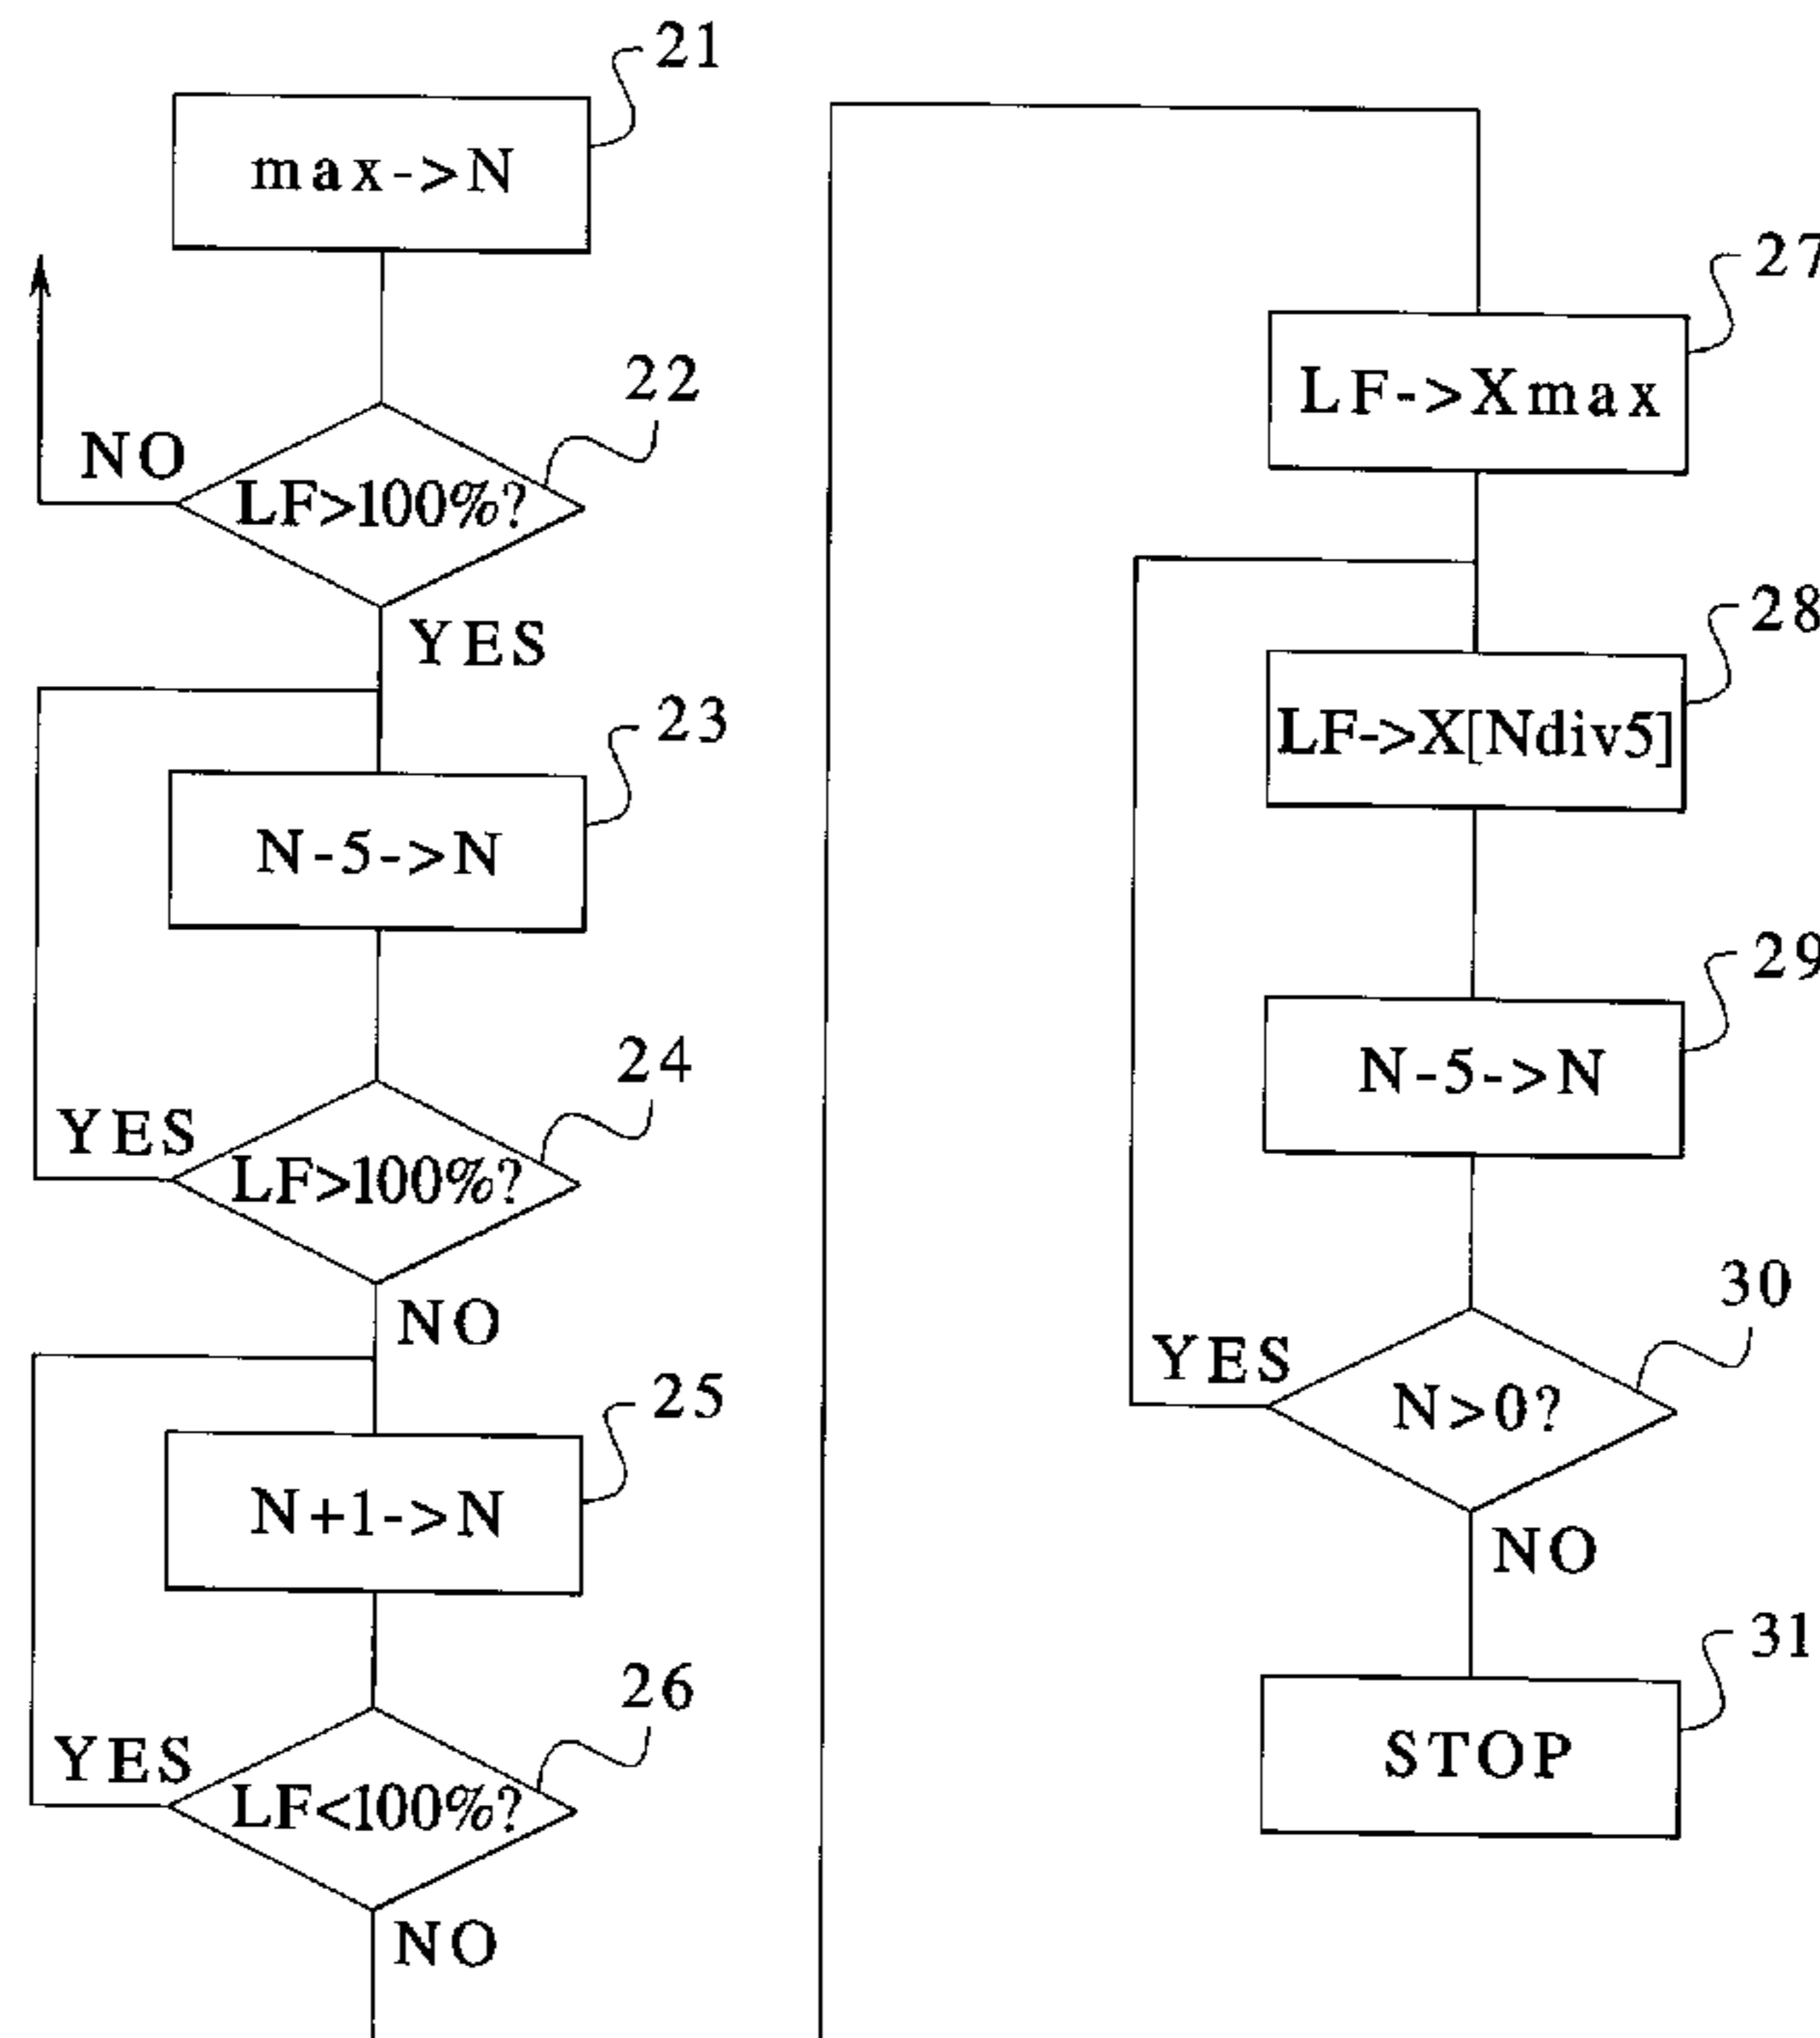 21
max->N
22
NO
LF>100%?
YES
23
N-5->N
24
YES
LF>100%?
NO
25
N+1->N
26
YES
LF<100%?
NO
27
LF->Xmax
28
LF->X[Ndiv5]
29
N-5->N
30
YES
N>0?
NO
31
STOP